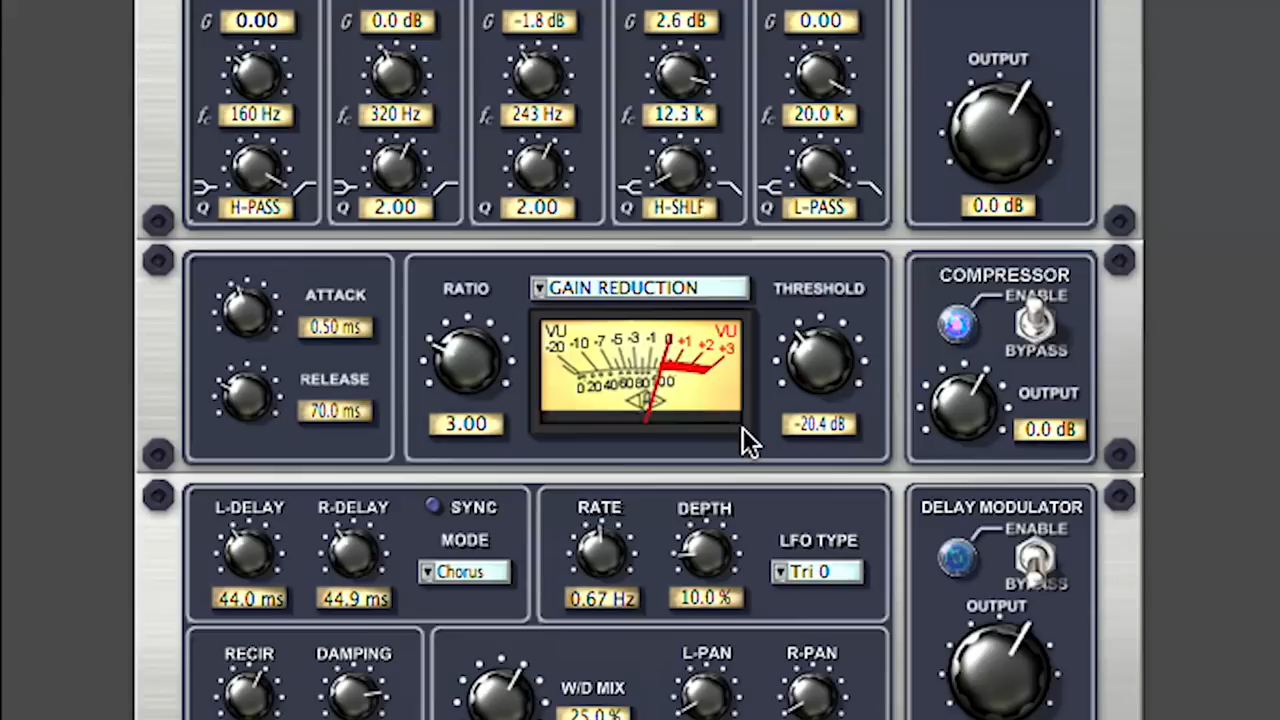 G 0.00 G 0.0 dB G -1.8 dB G 2.6 dB G 0.00
OUTPUT
fc 160 Hz fc 320 Hz fc 243 Hz fc 12.3 k fc 20.0 k
Q H-PASS Q 2.00 Q 2.00 Q H-SHLF Q L-PASS
0.0 dB
ATTACK
0.50 ms
RELEASE
70.0 ms
RATIO
3.00
GAIN REDUCTION
VU VU
-20 -10 -7 -5 -3 -1 0 +1 +2 +3
0 20 40 60 80 100
THRESHOLD
-20.4 dB
COMPRESSOR
ENABLE
BYPASS
OUTPUT
0.0 dB
L-DELAY R-DELAY SYNC
MODE
Chorus
44.0 ms 44.9 ms
RATE DEPTH
LFO TYPE
Tri 0
0.67 Hz 10.0 %
DELAY MODULATOR
ENABLE
BYPASS
OUTPUT
RECIR DAMPING
W/D MIX
25.0 %
L-PAN R-PAN